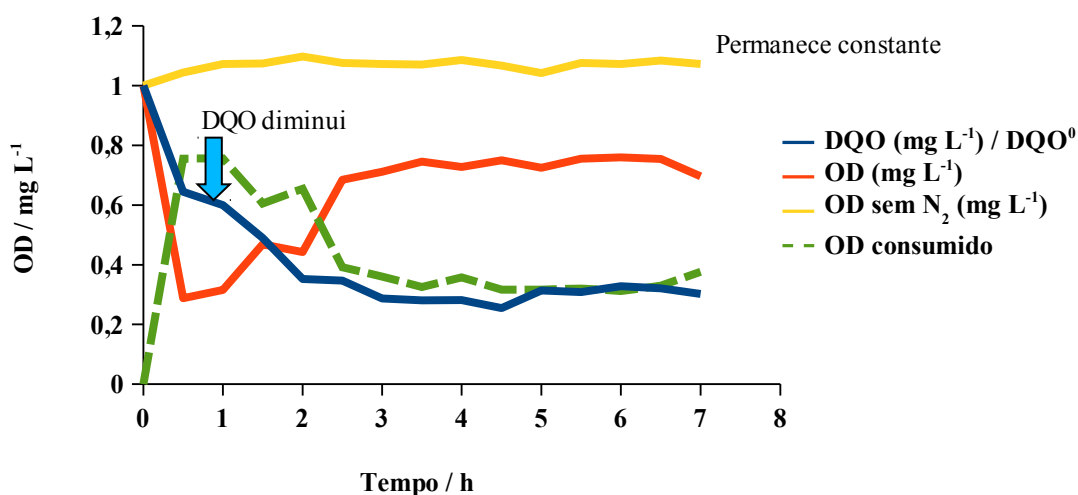 1,2
1
0,8
0,6
0,4
0,2
0
OD / mg L⁻¹
Permanece constante
DQO diminui
DQO (mg L⁻¹) / DQO⁰
OD (mg L⁻¹)
OD sem N₂ (mg L⁻¹)
OD consumido
0 1 2 3 4 5 6 7 8
Tempo / h